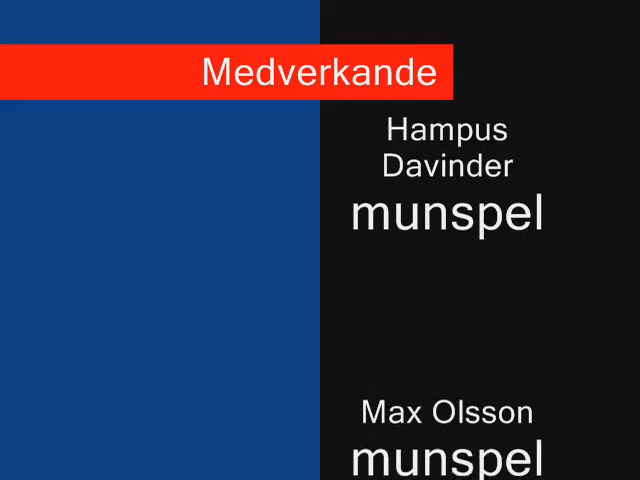 Medverkande
Hampus
Davinder
munspel
Max Olsson
munspel